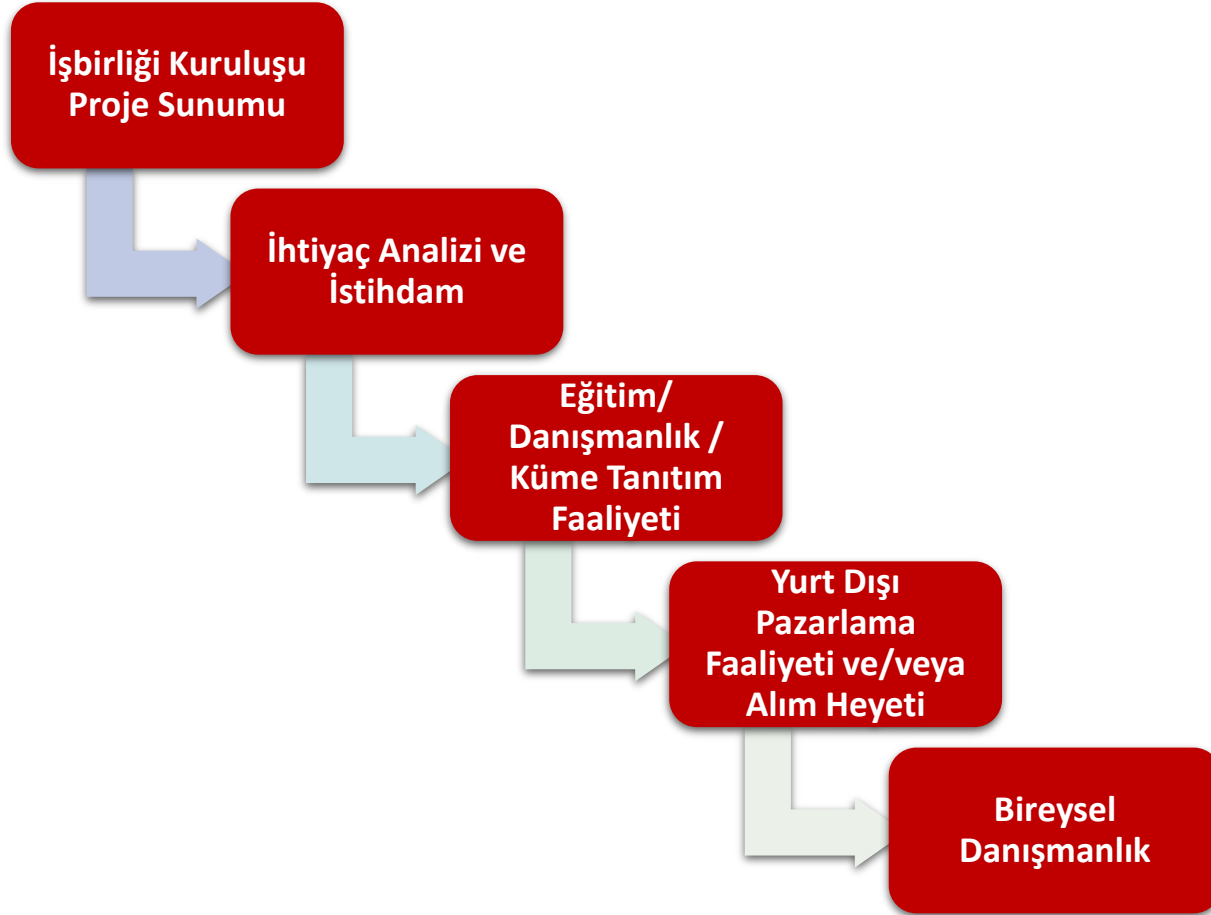 İşbirliği Kuruluşu
Proje Sunumu
İhtiyaç Analizi ve
İstihdam
Eğitim/
Danışmanlık /
Küme Tanıtım
Faaliyeti
Yurt Dışı
Pazarlama
Faaliyeti ve/veya
Alım Heyeti
Bireysel
Danışmanlık